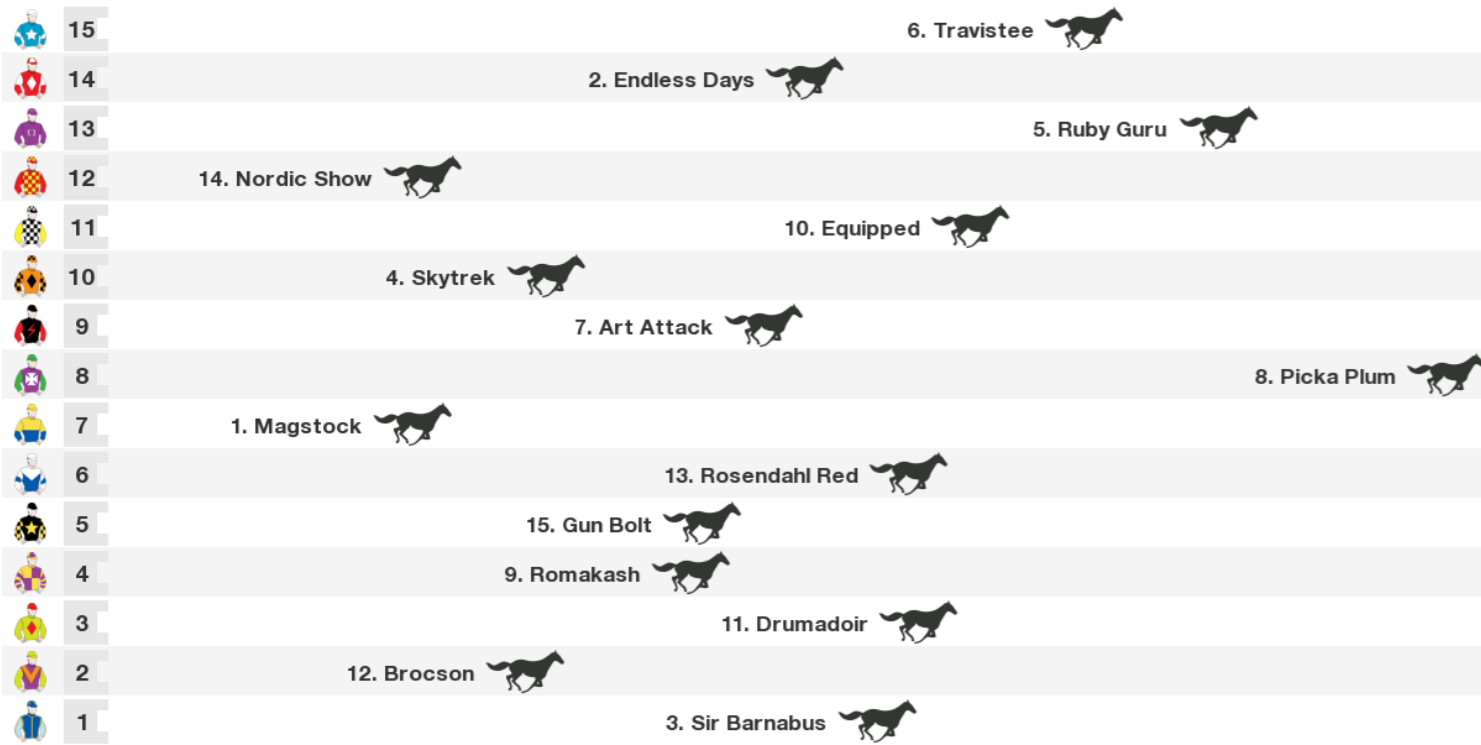 15 6. Travistee
14 2. Endless Days
13 5. Ruby Guru
12 14. Nordic Show
11 10. Equipped
10 4. Skytrek
9 7. Art Attack
8 8. Picka Plum
7 1. Magstock
6 13. Rosendahl Red
5 15. Gun Bolt
4 9. Romakash
3 11. Drumadoir
2 12. Brocson
1 3. Sir Barnabus